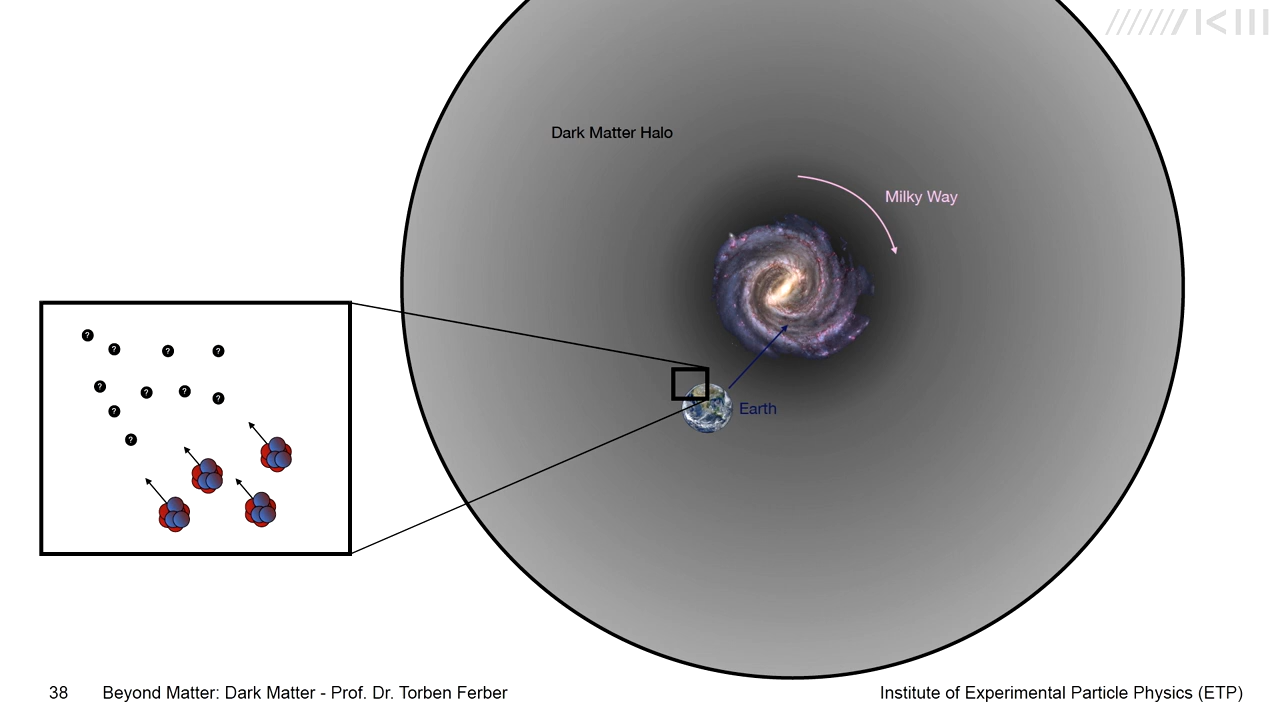 Dark Matter Halo
Milky Way
Earth
?
?
?
?
?
?
?
?
?
?
38
Beyond Matter: Dark Matter - Prof. Dr. Torben Ferber
Institute of Experimental Particle Physics (ETP)